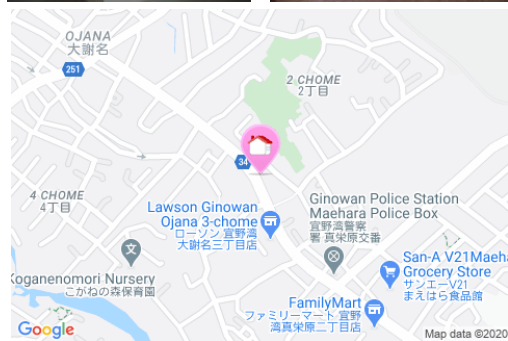 OJANA
大謝名
251
2 CHOME
2丁目
34
4 CHOME
4丁目
Ginowan Police Station
Maehara Police Box
宜野湾警察
署 真栄原交番
Lawson Ginowan
Ojana 3-chome
ローソン 宜野湾
大謝名三丁目店
San-A V21Maeh
Grocery Store
サンエーV21
まえはら食品館
Koganenomori Nursery
こがねの森保育園
FamilyMart
ファミリーマート 宜野
湾真栄原二丁目店
Google
Map data ©2020